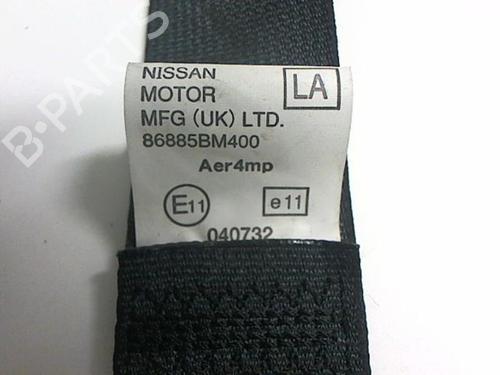 NISSAN
MOTOR
LA
MFG (UK) LTD.
86885BM400
Aer4mp
E11
e11
040732
B-PARTS